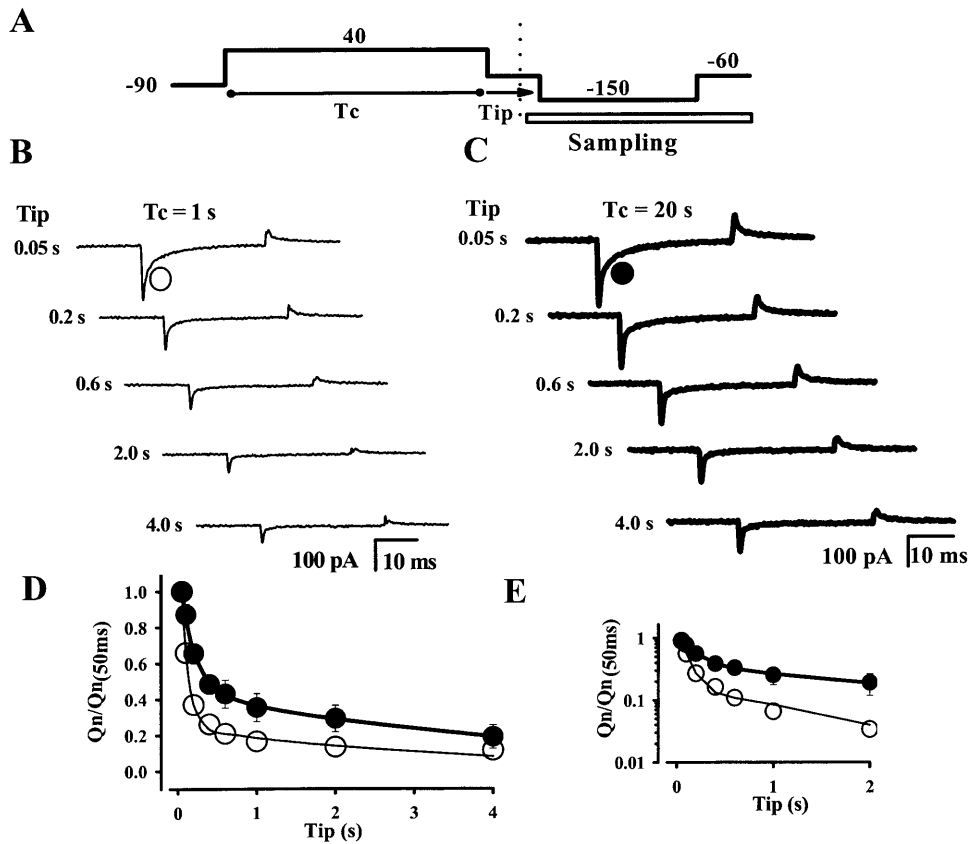 A
40
-90
-150
-60
Tc
Tip
Sampling
B
Tip
Tc = 1 s
0.05 s
0.2 s
0.6 s
2.0 s
4.0 s
100 pA
10 ms
C
Tip
Tc = 20 s
0.05 s
0.2 s
0.6 s
2.0 s
4.0 s
100 pA
10 ms
D
Qn/Qn(50ms)
1.0
0.8
0.6
0.4
0.2
0.0
0
1
2
3
4
Tip (s)
E
Qn/Qn(50ms)
1
0.1
0.01
0
1
2
Tip (s)